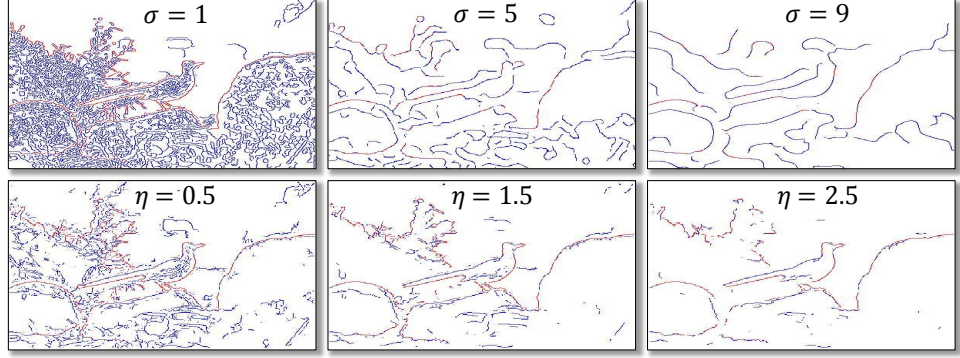 σ = 1
σ = 5
σ = 9
η = 0.5
η = 1.5
η = 2.5